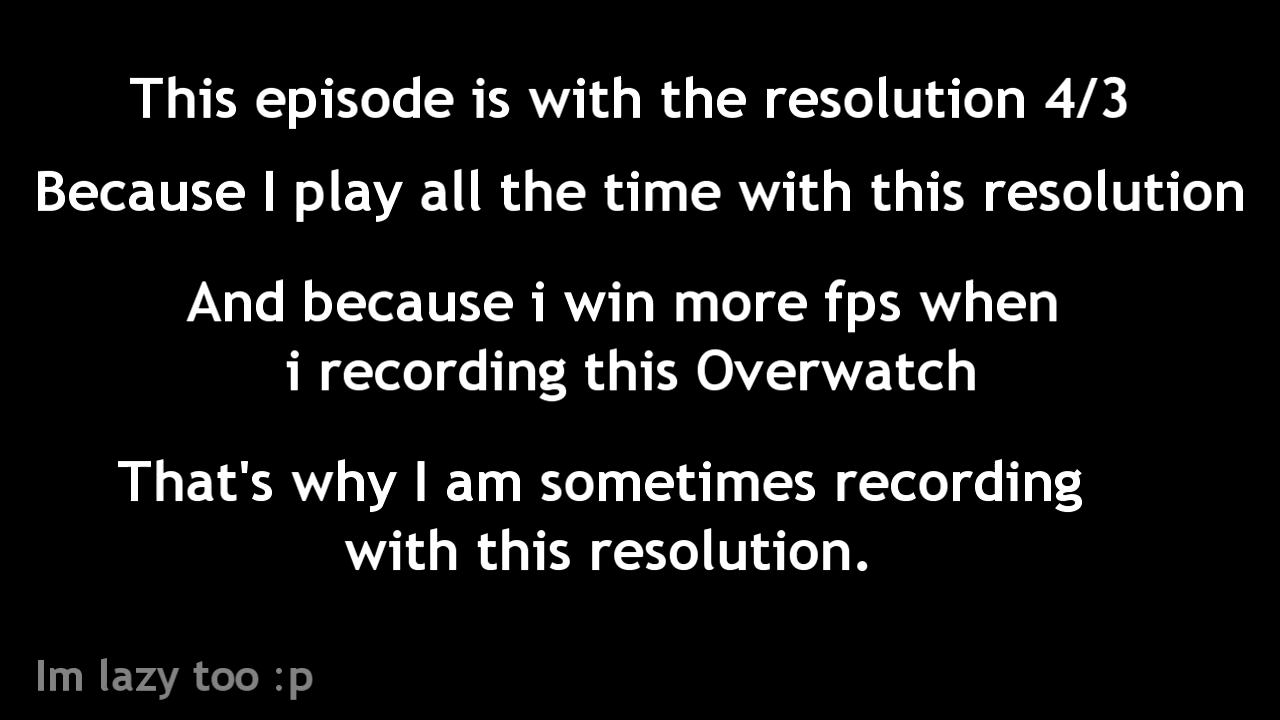 This episode is with the resolution 4/3
Because I play all the time with this resolution
And because i win more fps when
i recording this Overwatch
That's why I am sometimes recording
with this resolution.
Im lazy too :p